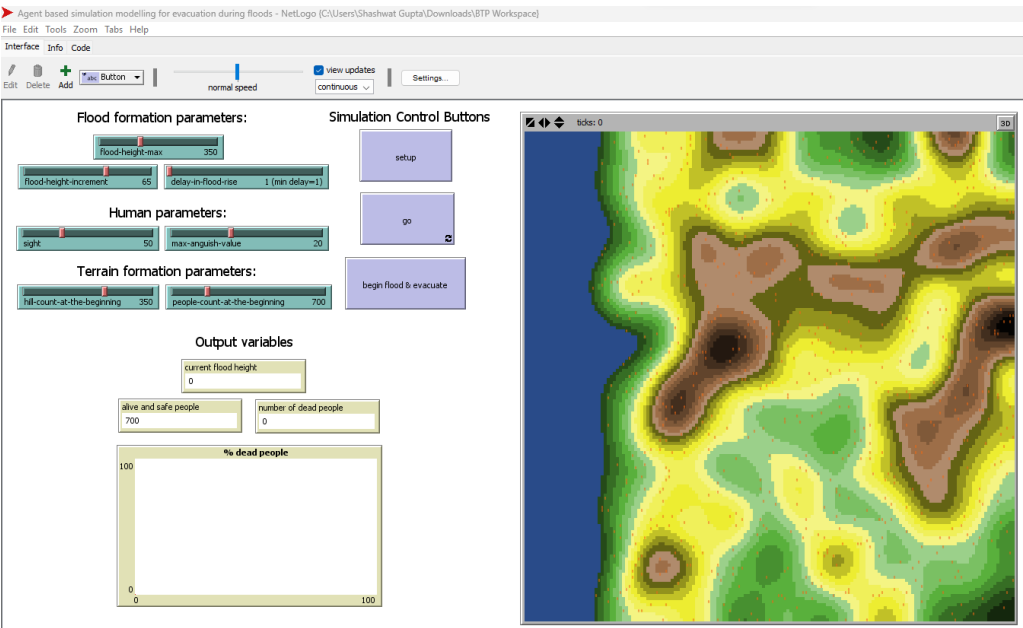 Agent based simulation modelling for evacuation during floods - NetLogo {C:\Users\Shashwat Gupta\Downloads\BTP Workspace}
File Edit Tools Zoom Tabs Help
Interface Info Code
Edit Delete Add
abc Button
normal speed
view updates
continuous
Settings...
Flood formation parameters:
flood-height-max 350
flood-height-increment 65
delay-in-flood-rise 1 (min delay=1)
Human parameters:
sight 50
max-anguish-value 20
Terrain formation parameters:
hill-count-at-the-beginning 350
people-count-at-the-beginning 700
Simulation Control Buttons
setup
go
begin flood & evacuate
Output variables
current flood height
0
alive and safe people
700
number of dead people
0
% dead people
100
0
0
100
ticks: 0
3D